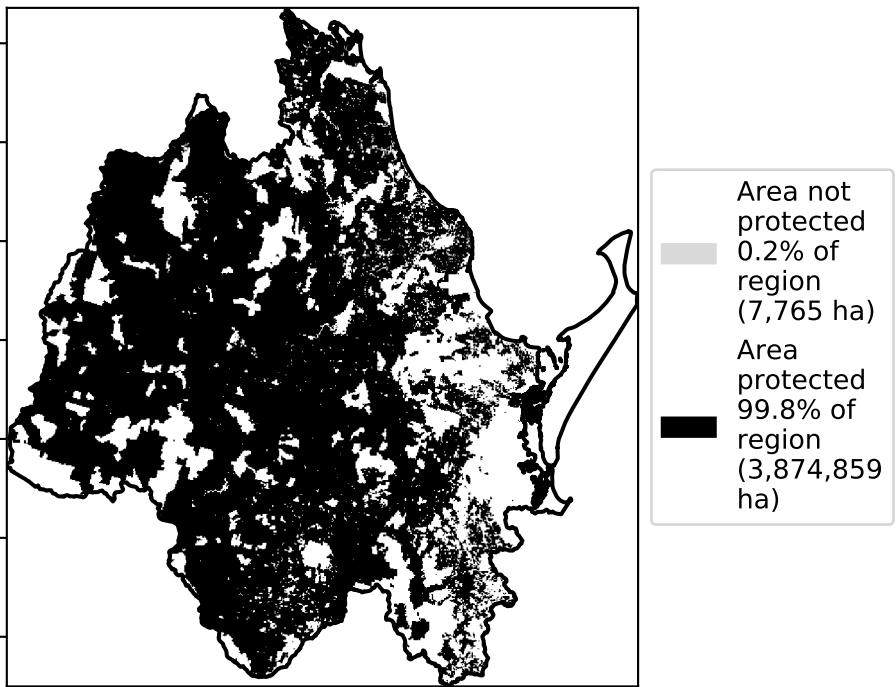 Area not
protected
0.2% of
region
(7,765 ha)
Area
protected
99.8% of
region
(3,874,859
ha)